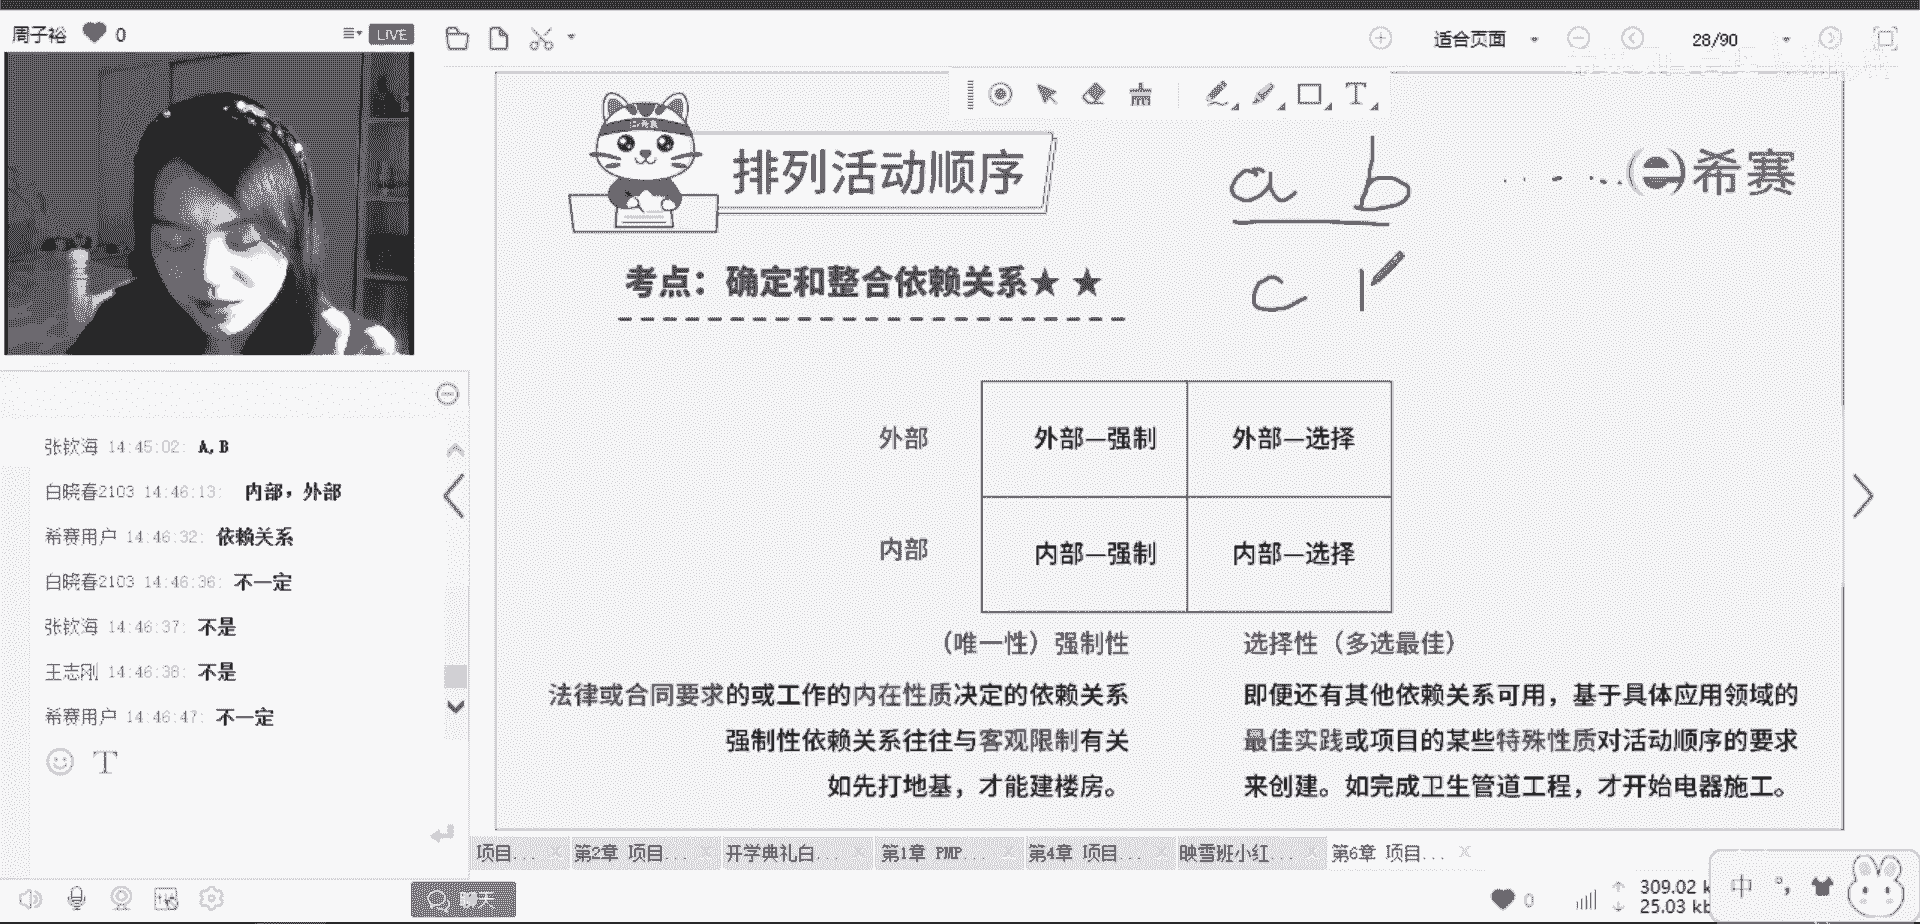 周子裕 0 LIVE
适合页面 28/90
排列活动顺序
a b
c
希赛
考点：确定和整合依赖关系★ ★
外部 外部—强制 外部—选择
内部 内部—强制 内部—选择
（唯一性）强制性
法律或合同要求的或工作的内在性质决定的依赖关系
强制性依赖关系往往与客观限制有关
如先打地基，才能建楼房。
选择性（多选最佳）
即便还有其他依赖关系可用，基于具体应用领域的
最佳实践或项目的某些特殊性质对活动顺序的要求
来创建。如完成卫生管道工程，才开始电器施工。
张钦海 14:45:02: A,B
白晓春2103 14:46:13: 内部，外部
希赛用户 14:46:32: 依赖关系
白晓春2103 14:46:36: 不一定
张钦海 14:46:37: 不是
王志刚 14:46:38: 不是
希赛用户 14:46:47: 不一定
T
项目... 第2章 项目... 开学典礼白... 第1章 PMP... 第4章 项目... 映雪班小红... 第6章 项目...
聊天
0
309.02 k
25.03 kb
中